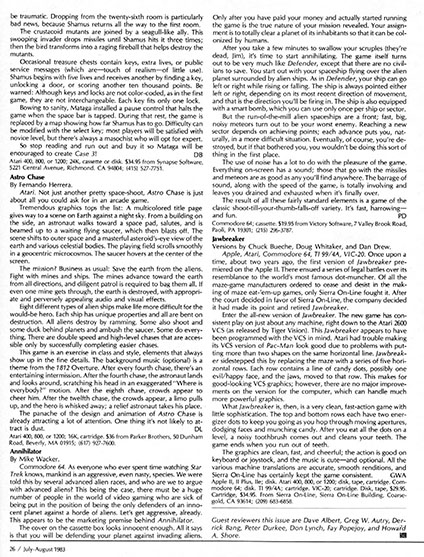 be traumatic. Dropping from the twenty-sixth room is particularly
bad news, because Shamus returns all the way to the first room.
The crustacoid mutants are joined by a seagull-like ally. This
swooping invader drops missiles until Shamus hits it three times;
then the bird transforms into a raging fireball that helps destroy the
mutants.
Occasional treasure chests contain keys, extra lives, or public
service messages (which are—touch of realism—of little use).
Shamus begins with five lives and receives another by finding a key,
unlocking a door, or scoring another ten thousand points. Be
warned: Although keys and locks are not color-coded, as in the first
game, they are not interchangeable. Each key fits only one lock.
Bowing to sanity, Mataga installed a pause control that halts the
game when the space bar is tapped. During that rest, the game is
replaced by a map showing how far Shamus has to go. Difficulty can
be modified with the select key; most players will be satisfied with
novice level, but there's always a masochist who will opt for expert.
So stop reading and run out and buy it so Mataga will be
encouraged to create Case 3! DB
Atari 400, 800, or 1200; 24K, cassette or disk. $34.95 from Synapse Software,
5221 Central Avenue, Richmond, CA 94804; (415) 527-7751.
Astro Chase
By Fernando Herrera.
Atari. Not just another pretty space-shoot, Astro Chase is just
about all you could ask for in an arcade game.
Tremendous graphics tops the list: A multicolored title page
gives way to a scene on Earth against a night sky. From a building on
the side, an astronaut walks toward a space pad, salutes, and is
beamed up to a waiting flying saucer, which then blasts off. The
scene shifts to outer space and a masterful asteroid's-eye view of the
earth and various celestial bodies. The playing field scrolls smoothly
in a geocentric microcosmos. The saucer hovers at the center of the
screen.
The mission? Business as usual: Save the earth from the aliens.
Fight with mines and ships. The mines advance toward the earth
from all directions, and diligent patrol is required to bag them all. If
even one mine gets through, the earth is destroyed, with appropri-
ate and perversely appealing audio and visual effects.
Eight different types of alien ships make life more difficult for the
would-be hero. Each ship has unique properties and all are bent on
destruction. All aliens destroy by ramming. Some also shoot and
some duck behind planets and ambush the saucer. Some do every-
thing. There are double speed and high-level chases that are acces-
sible only by successfully completing easier chases.
This game is an exercise in class and style, elements that always
show up in the fine details. The background music (optional) is a
theme from the 1812 Overture. After every fourth chase, there's an
entertaining intermission. After the fourth chase, the astronaut lands
and looks around, scratching his head in an exaggerated "Where is
everybody?" motion. After the eighth chase, crowds appear to
cheer him. After the twelfth chase, the crowds appear, a limo pulls
up, and the hero is whisked away; a relief astronaut takes his place.
The panache of the design and animation of Astro Chase is
already attracting a lot of attention. One thing it's not likely to at-
tract is dust. DL
Atari 400, 800, or 1200; 16K, cartridge. $36 from Parker Brothers, 50 Dunham
Road, Beverly, MA 01915; (617) 927-7600.
Annihilator
By Mike Wacker.
Commodore 64. As everyone who ever spent time watching Star
Trek knows, mankind is an aggressive, even nasty, species. We were
told this by several advanced alien races, and who are we to argue
with advanced aliens? This being the case, there must be a huge
number of people in the world of video gaming who are sick of
being put in the position of being the only defenders of an inno-
cent planet against a horde of aliens. Let's get aggressive, already.
This appears to be the marketing premise behind Annihilator.
The cover on the cassette box looks innocent enough. All it says
is that you will be defending your planet against invading aliens.
Only after you have paid your money and actually started running
the game is the true nature of your mission revealed. Your assign-
ment is to totally clear a planet of its inhabitants so that it can be col-
onized by humans.
After you take a few minutes to swallow your scruples (they're
dead, Jim), it's time to start annihilating. The game itself turns
out to be very much like Defender, except that there are no civil-
ians to save. You start out with your spaceship flying over the alien
planet surrounded by alien ships. As in Defender, your ship can go
left or right while rising or falling. The ship is always pointed either
left or right, depending on its most recent direction of movement,
and that is the direction you'll be firing in. The ship is also equipped
with a smart bomb, which you can use only once per ship or sector.
But the run-of-the-mill alien spaceships are a front; fast, big,
noisy meteors turn out to be your worst enemy. Reaching a new
sector depends on achieving points; each advance puts you, nat-
urally, in a more difficult situation. Eventually, of course, you're de-
stroyed, but if that bothered you, you wouldn't be doing this sort of
thing in the first place.
The use of noise has a lot to do with the pleasure of the game.
Everything on-screen has a sound; those that go with the missiles
and meteors are as good as any you'll find anywhere. The barrage of
sound, along with the speed of the game, is totally involving and
leaves you drained and exhausted when it's finally over.
The result of all these fairly standard elements is a game of the
classic shoot-till-your-thumb-falls-off variety. It's fast, harrowing—
and fun. PD
Commodore 64; cassette. $19.95 from Victory Software, 7 Valley Brook Road,
Paoli, PA 19301; (215) 296-3787.
Jawbreaker
Versions by Chuck Bueche, Doug Whitaker, and Dan Drew.
Apple, Atari, Commodore 64, TI 99/4A, VIC-20. Once upon a
time, about two years ago, the first version of Jawbreaker pre-
miered on the Apple II. There ensued a series of legal battles over its
resemblance to the world's most famous dot-muncher. Of all the
maze-game manufacturers ordered to cease and desist in the mak-
ing of maze eat-'em-up games, only Sierra On-Line fought it. After
the court decided in favor of Sierra On-Line, the company decided
it had made its point and retired Jawbreaker.
Enter the all-new version of Jawbreaker. The new game has con-
sistent play on just about any machine, right down to the Atari 2600
VCS (as released by Tiger Vision). This Jawbreaker appears to have
been programmed with the VCS in mind. Atari had trouble making
its VCS version of Pac-Man look good due to problems with put-
ting more than two shapes on the same horizontal line. Jawbreak-
er sidestepped this by replacing the maze with a series of five hor-
izontal rows. Each row contains a line of candy dots, possibly one
evil/happy face, and the jaws, moved to that row. This makes for
good-looking VCS graphics; however, there are no major improve-
ments on the version for the computer, which can handle much
more powerful graphics.
What Jawbreaker is, then, is a very clean, fast-action game with
little sophistication. The top and bottom rows each have two ener-
gizer dots to keep you going as you hop through moving apertures,
dodging faces and munching candy. After you eat all the dots on a
level, a noisy toothbrush comes out and cleans your teeth. The
game ends when you run out of teeth.
The graphics are clean, fast, and cheerful; the action is good on
keyboard or joystick, and the music is cute—and optional. All the
various machine translations are accurate, smooth renditions, and
Sierra On-Line has certainly kept the game consistent. GWA
Apple II, II Plus, IIe; disk. Atari 400, 800, or 1200; disk, tape, cartridge. Com-
modore 64; disk. TI 99/4A; cartridge. VIC-20; cartridge. Disk, tape, $29.95.
Cartridge, $34.95. From Sierra On-Line, Sierra On-Line Building, Coarse-
gold, CA 93614; (209) 683-6858.
Guest reviewers this issue are Dave Albert, Greg W. Autry, Der-
rick Bang, Peter Durkee, Don Lynch, Fay Popejoy, and Howard
A. Shore.
26 / July-August 1983